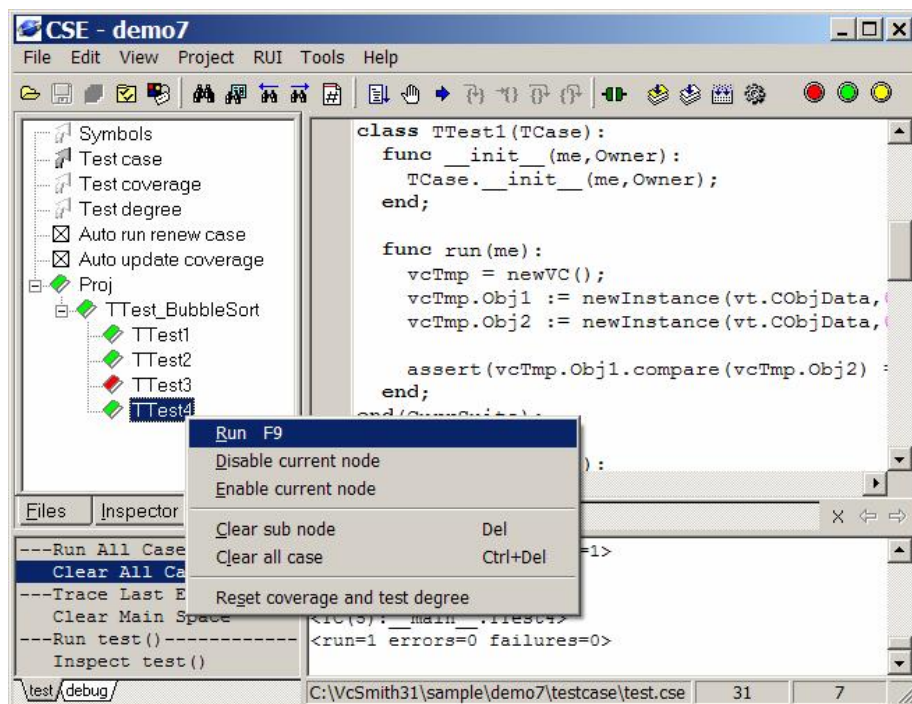 CSE - demo7
File Edit View Project RUI Tools Help
Symbols
Test case
Test coverage
Test degree
Auto run renew case
Auto update coverage
Proj
TTest_BubbleSort
TTest1
TTest2
TTest3
TTest4
class TTest1(TCase):
func __init__(me,Owner):
TCase.__init__(me,Owner);
end;
func run(me):
vcTmp = newVC();
vcTmp.Obj1 := newInstance(vt.CObjData,
vcTmp.Obj2 := newInstance(vt.CObjData,
assert(vcTmp.Obj1.compare(vcTmp.Obj2) =
end;
):
Run F9
Disable current node
Enable current node
Clear sub node Del
Clear all case Ctrl+Del
Reset coverage and test degree
Files Inspector
---Run All Case
Clear All Ca
---Trace Last E
Clear Main Space
---Run test()------------
Inspect test()
test debug
=1>
<run=1 errors=0 failures=0>
C:\VcSmith31\sample\demo7\testcase\test.cse 31 7